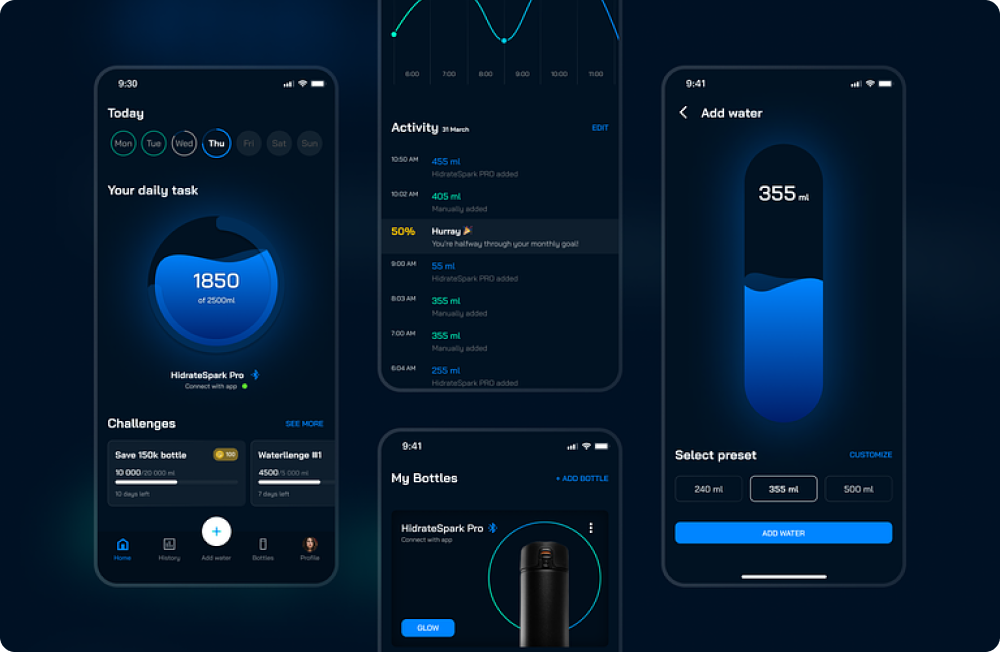 9:30
Today
Mon Tue Wed Thu Fri Sat Sun
Your daily task
1850
of 2500ml
HidrateSpark Pro
Connect with app
Challenges SEE MORE
Save 150k bottle 100
10 000/20 000 ml
10 days left
Waterllenge #1
4500/5 000 ml
7 days left
Home History Add water Bottles Profile
6:00 7:00 8:00 9:00 10:00 11:00
Activity 31 March EDIT
10:50 AM 455 ml
HidrateSpark PRO added
10:02 AM 405 ml
Manually added
50% Hurray 🎉
You're halfway through your monthly goal!
9:00 AM 55 ml
HidrateSpark PRO added
8:03 AM 355 ml
Manually added
7:00 AM 355 ml
Manually added
6:04 AM 255 ml
HidrateSpark PRO added
9:41
My Bottles + ADD BOTTLE
HidrateSpark Pro
Connect with app
GLOW
9:41
Add water
355 ml
Select preset CUSTOMIZE
240 ml 355 ml 500 ml
ADD WATER